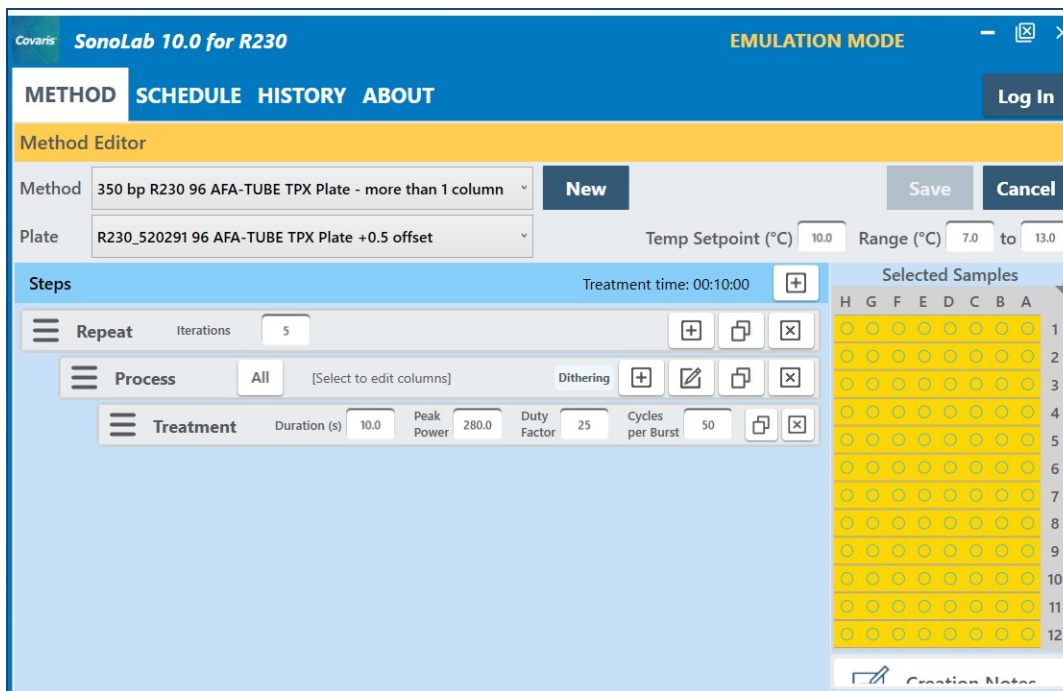 Covaris SonoLab 10.0 for R230 EMULATION MODE
METHOD SCHEDULE HISTORY ABOUT Log In
Method Editor
Method 350 bp R230 96 AFA-TUBE TPX Plate - more than 1 column New Save Cancel
Plate R230_520291 96 AFA-TUBE TPX Plate +0.5 offset Temp Setpoint (°C) 10.0 Range (°C) 7.0 to 13.0
Steps Treatment time: 00:10:00 Selected Samples
H G F E D C B A
Repeat Iterations 5
Process All [Select to edit columns] Dithering
Treatment Duration (s) 10.0 Peak Power 280.0 Duty Factor 25 Cycles per Burst 50
1
2
3
4
5
6
7
8
9
10
11
12
Creation Notes